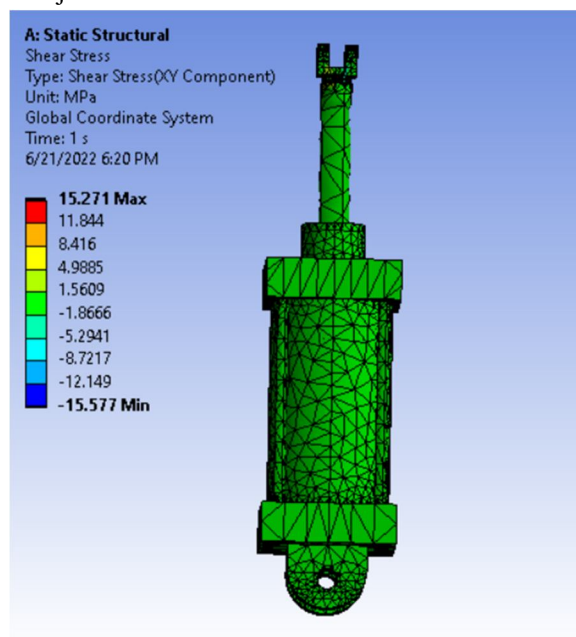 A: Static Structural
Shear Stress
Type: Shear Stress(XY Component)
Unit: MPa
Global Coordinate System
Time: 1 s
6/21/2022 6:20 PM
15.271 Max
11.844
8.416
4.9885
1.5609
-1.8666
-5.2941
-8.7217
-12.149
-15.577 Min